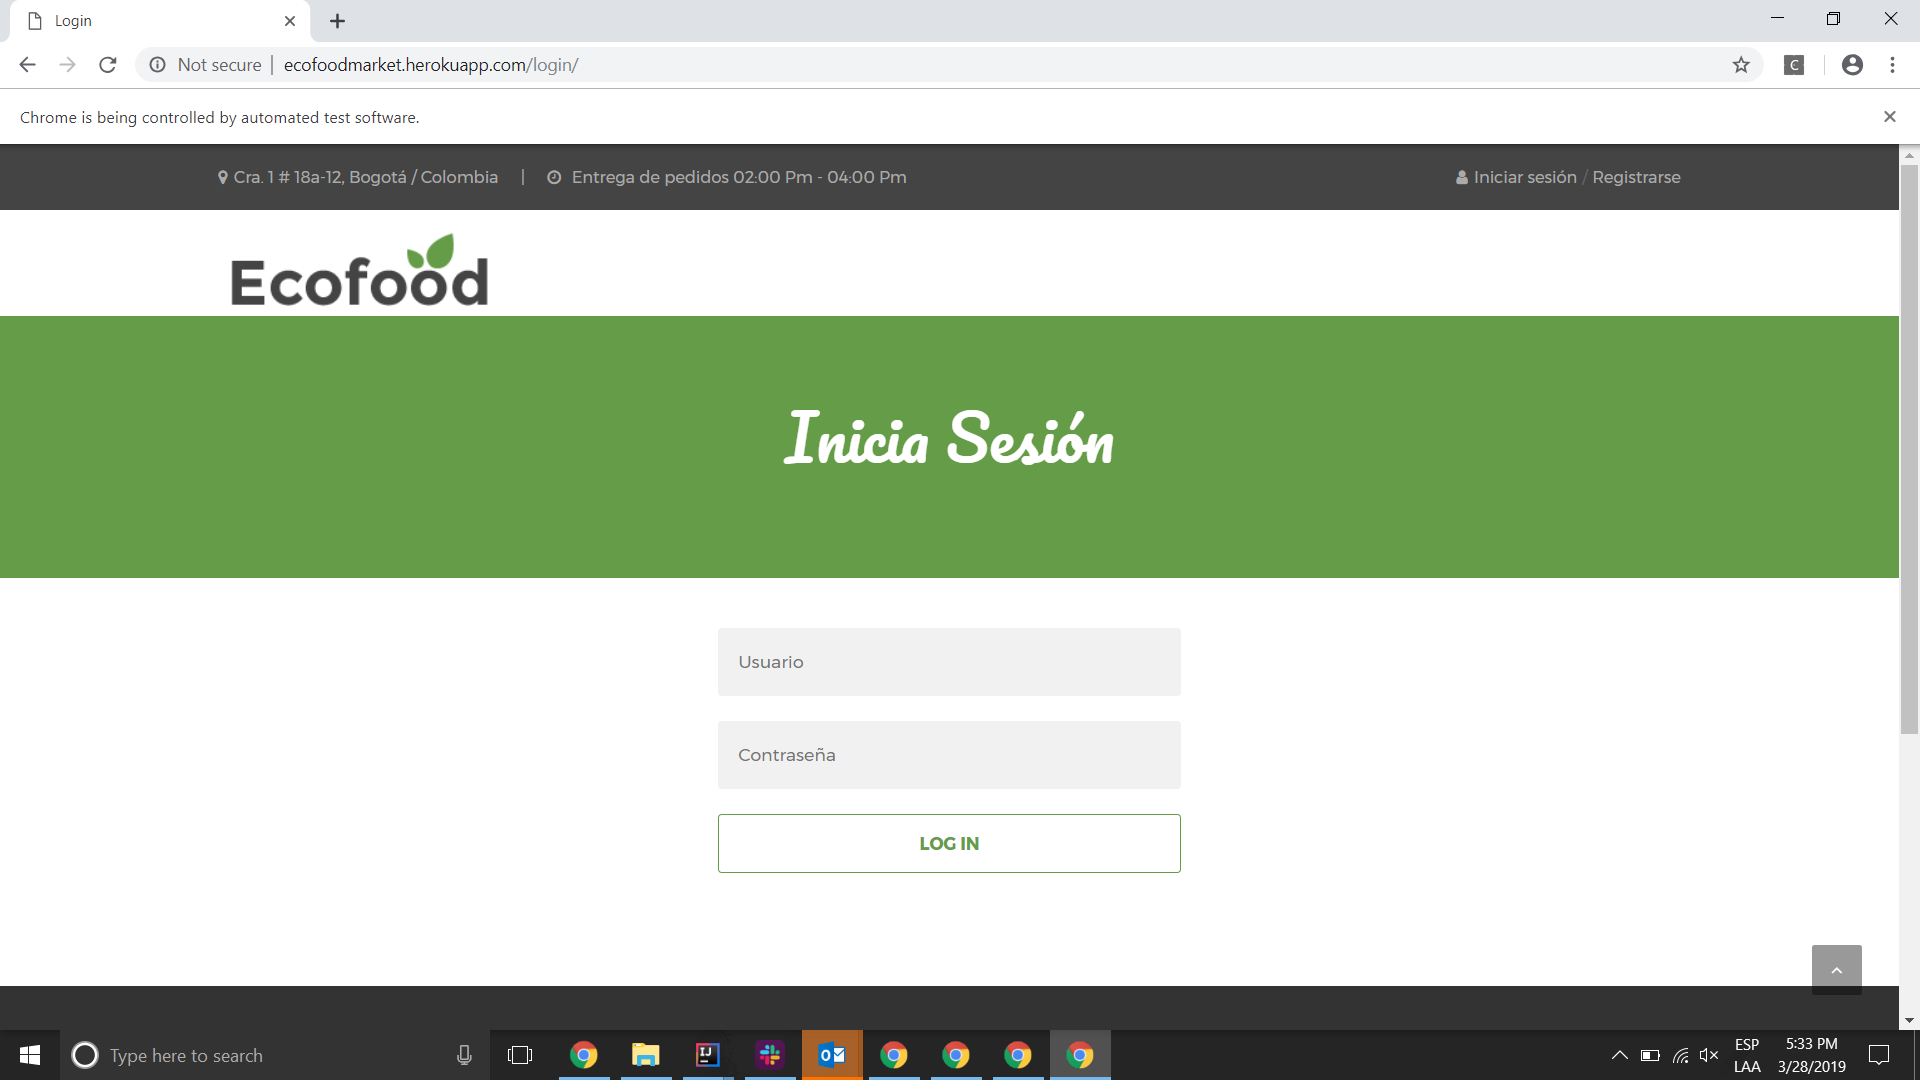 Login
Not secure
ecofoodmarket.herokuapp.com/login/
C
Chrome is being controlled by automated test software.
Cra. 1 # 18a-12, Bogotá / Colombia | Entrega de pedidos 02:00 Pm - 04:00 Pm
Iniciar sesión / Registrarse
Ecofood
Inicia Sesión
Usuario
Contraseña
LOG IN
Type here to search
ESP
LAA
5:33 PM
3/28/2019